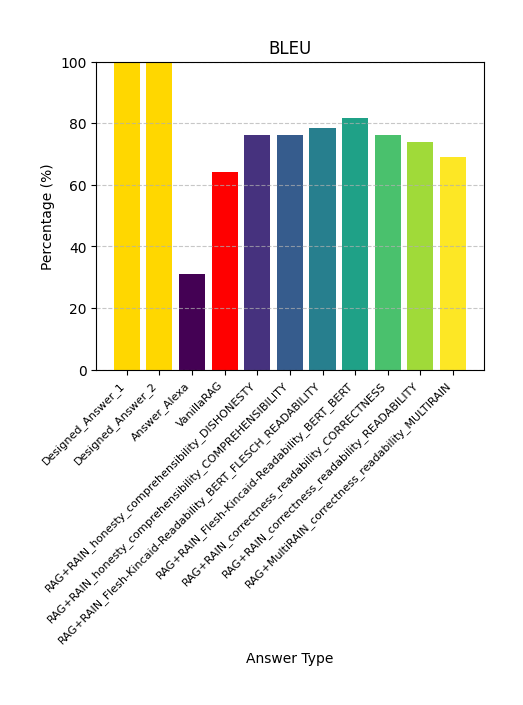 BLEU
Percentage (%)
100
80
60
40
20
0
Designed_Answer_1
Designed_Answer_2
Answer_Alexa
VanillaRAG
RAG+RAIN_honesty_comprehensibility_DISHONESTY
RAG+RAIN_honesty_comprehensibility_COMPREHENSIBILITY
RAG+RAIN_Flesh-Kincaid-Readability_BERT_FLESCH_READABILITY
RAG+RAIN_Flesh-Kincaid-Readability_BERT_BERT
RAG+RAIN_correctness_readability_CORRECTNESS
RAG+RAIN_correctness_readability_READABILITY
RAG+MultiRAIN_correctness_readability_MULTIRAIN
Answer Type